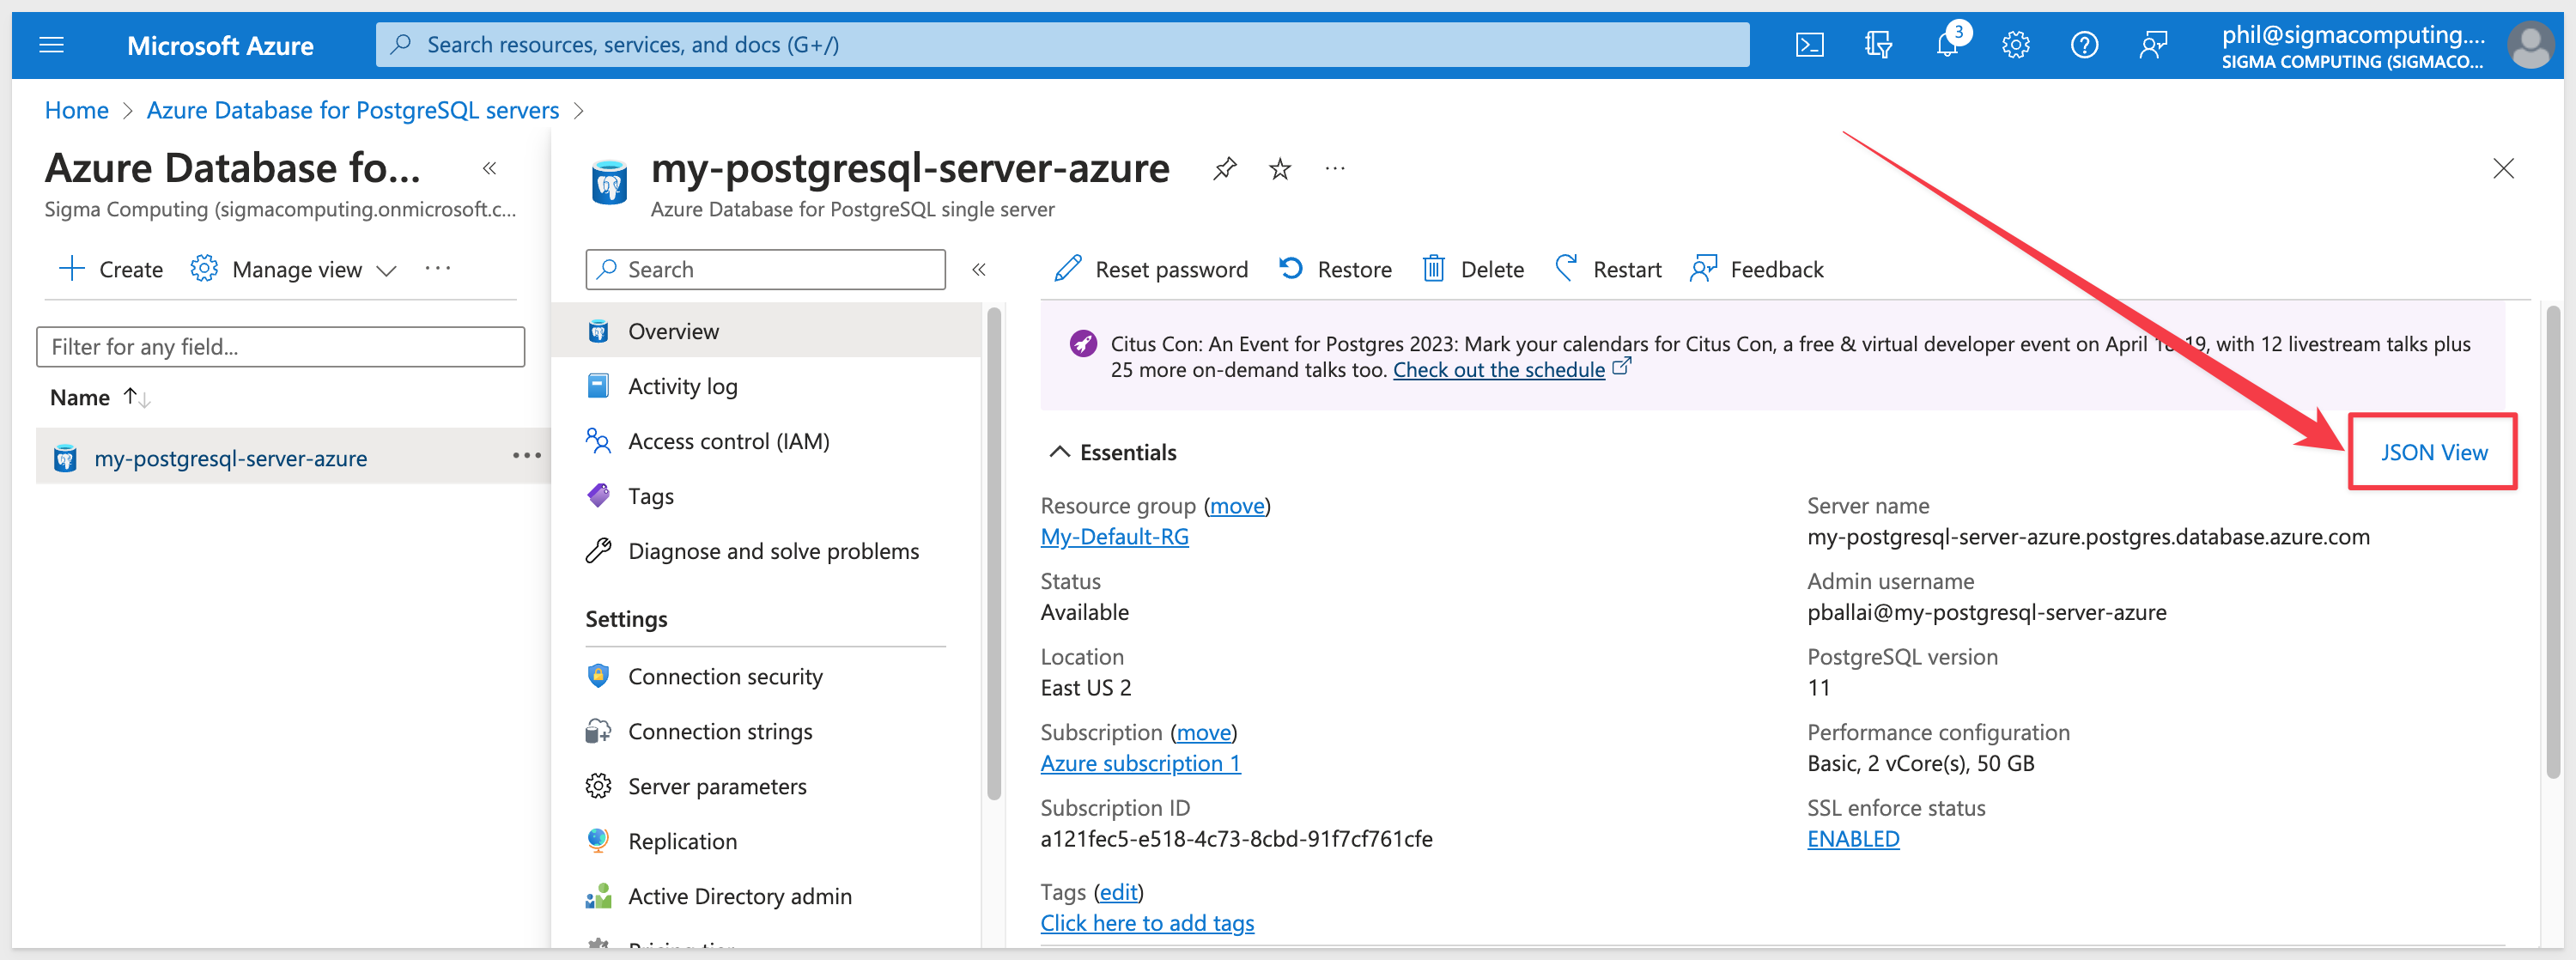 Microsoft Azure
Search resources, services, and docs (G+/)
3
phil@sigmacomputing....
SIGMA COMPUTING (SIGMACO...
Home > Azure Database for PostgreSQL servers >
Azure Database fo...
Sigma Computing (sigmacomputing.onmicrosoft.c...
Create
Manage view
Filter for any field...
Name
my-postgresql-server-azure
my-postgresql-server-azure
Azure Database for PostgreSQL single server
Search
Overview
Activity log
Access control (IAM)
Tags
Diagnose and solve problems
Settings
Connection security
Connection strings
Server parameters
Replication
Active Directory admin
Reset password
Restore
Delete
Restart
Feedback
Citus Con: An Event for Postgres 2023: Mark your calendars for Citus Con, a free & virtual developer event on April 19, with 12 livestream talks plus
25 more on-demand talks too. Check out the schedule
Essentials
JSON View
Resource group (move)
My-Default-RG
Status
Available
Location
East US 2
Subscription (move)
Azure subscription 1
Subscription ID
a121fec5-e518-4c73-8cbd-91f7cf761cfe
Tags (edit)
Click here to add tags
Server name
my-postgresql-server-azure.postgres.database.azure.com
Admin username
pballai@my-postgresql-server-azure
PostgreSQL version
11
Performance configuration
Basic, 2 vCore(s), 50 GB
SSL enforce status
ENABLED